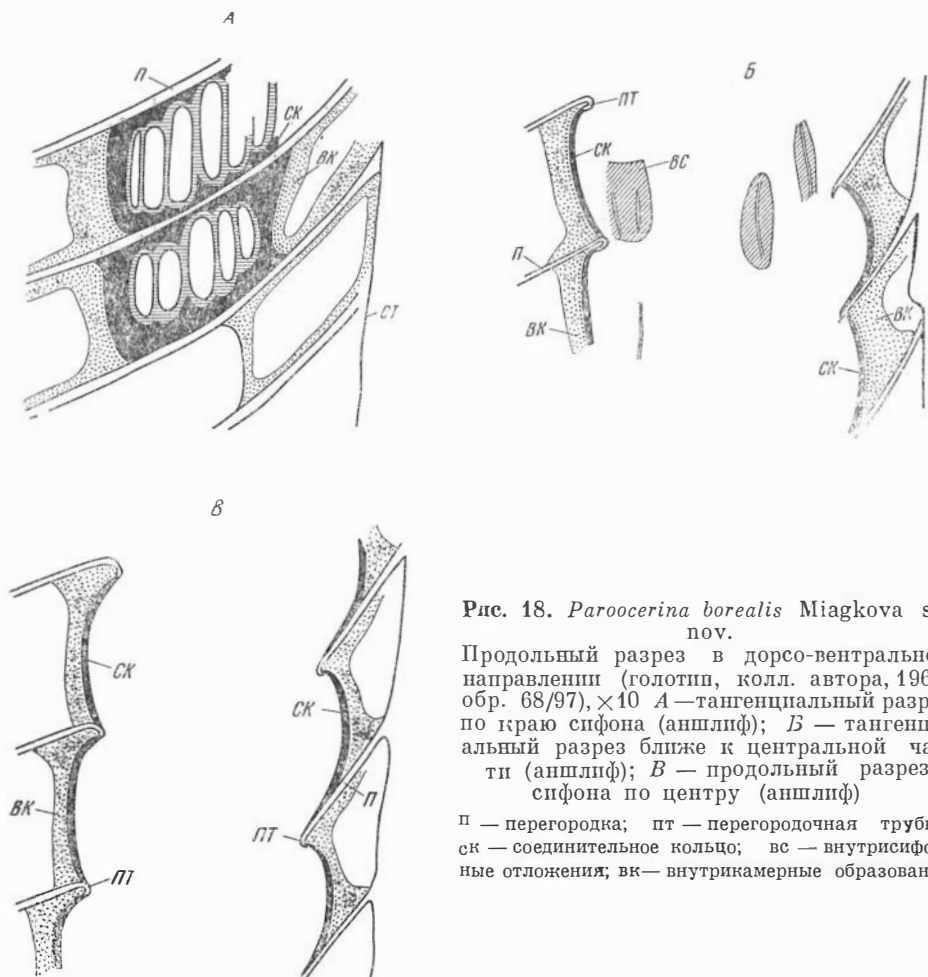 А
П
СК
ВК
СТ
Б
ПТ
СК
ВС
П
ВК
ВК
СК
В
СК
ВК
ПТ
СК
П
ПТ
Рис. 18. Paroocerina borealis Miagkova s
nov.
Продольный разрез в дорсо-вентральн
направлении (голотип, колл. автора, 196
обр. 68/97), ×10 А — тангенциальный разр
по краю сифона (аншлиф); Б — тангенц
альный разрез ближе к центральной ча
ти (аншлиф); В — продольный разрез
сифона по центру (аншлиф)
п — перегородка; пт — перегородочная труб
ск — соединительное кольцо; вс — внутрисифо
ные отложения; вк — внутрикамерные образован